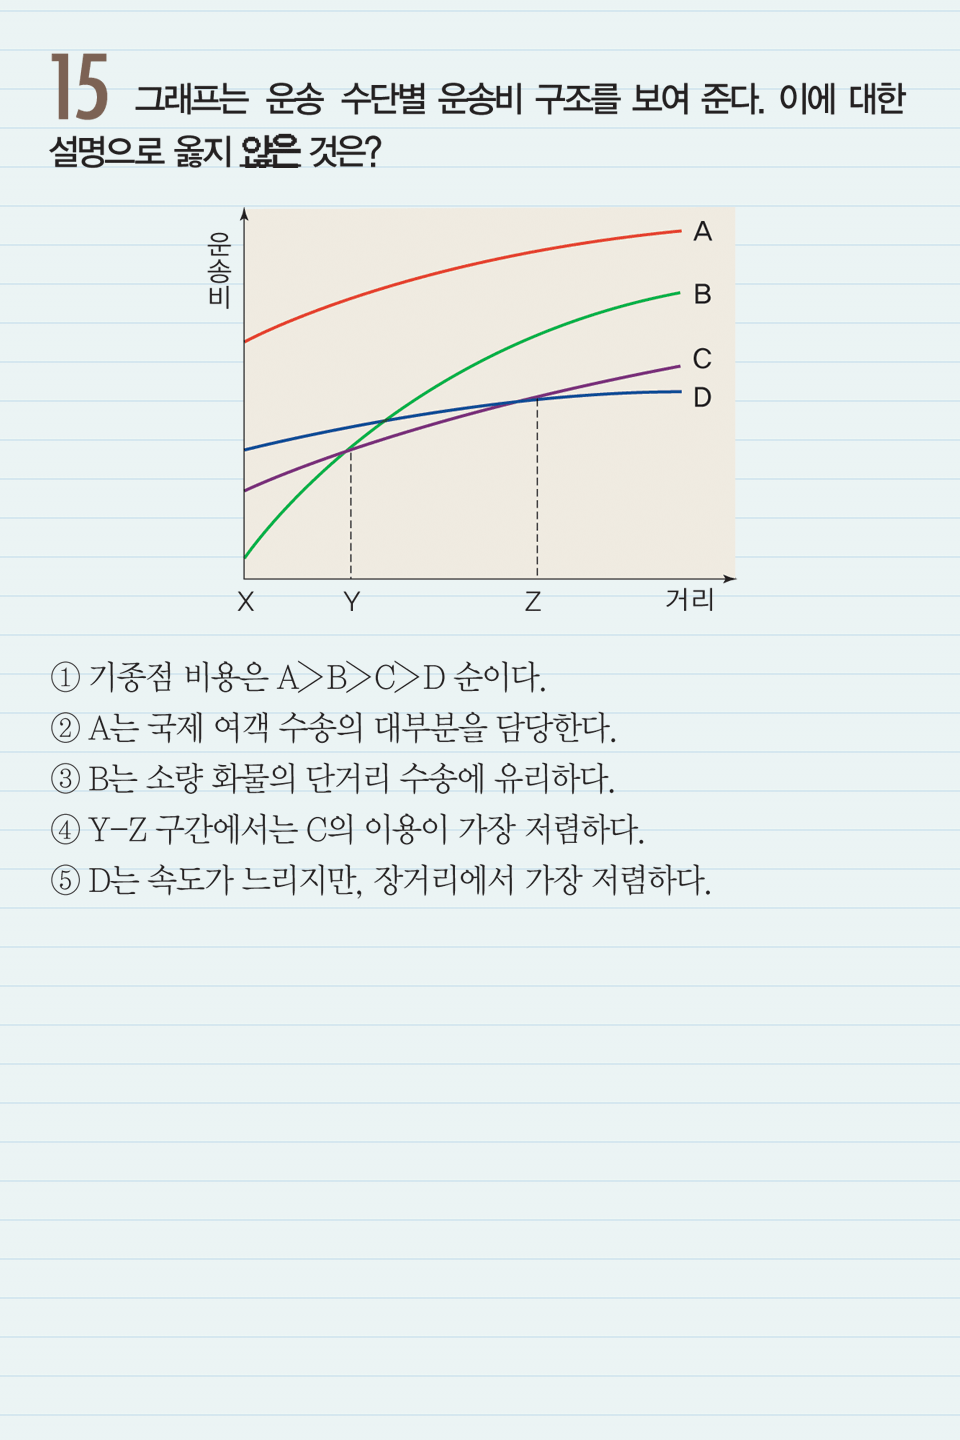 15 그래프는 운송 수단별 운송비 구조를 보여 준다. 이에 대한
설명으로 옳지 않은 것은?
운송비
A
B
C
D
X Y Z 거리
① 기종점 비용은 A>B>C>D 순이다.
② A는 국제 여객 수송의 대부분을 담당한다.
③ B는 소량 화물의 단거리 수송에 유리하다.
④ Y-Z 구간에서는 C의 이용이 가장 저렴하다.
⑤ D는 속도가 느리지만, 장거리에서 가장 저렴하다.